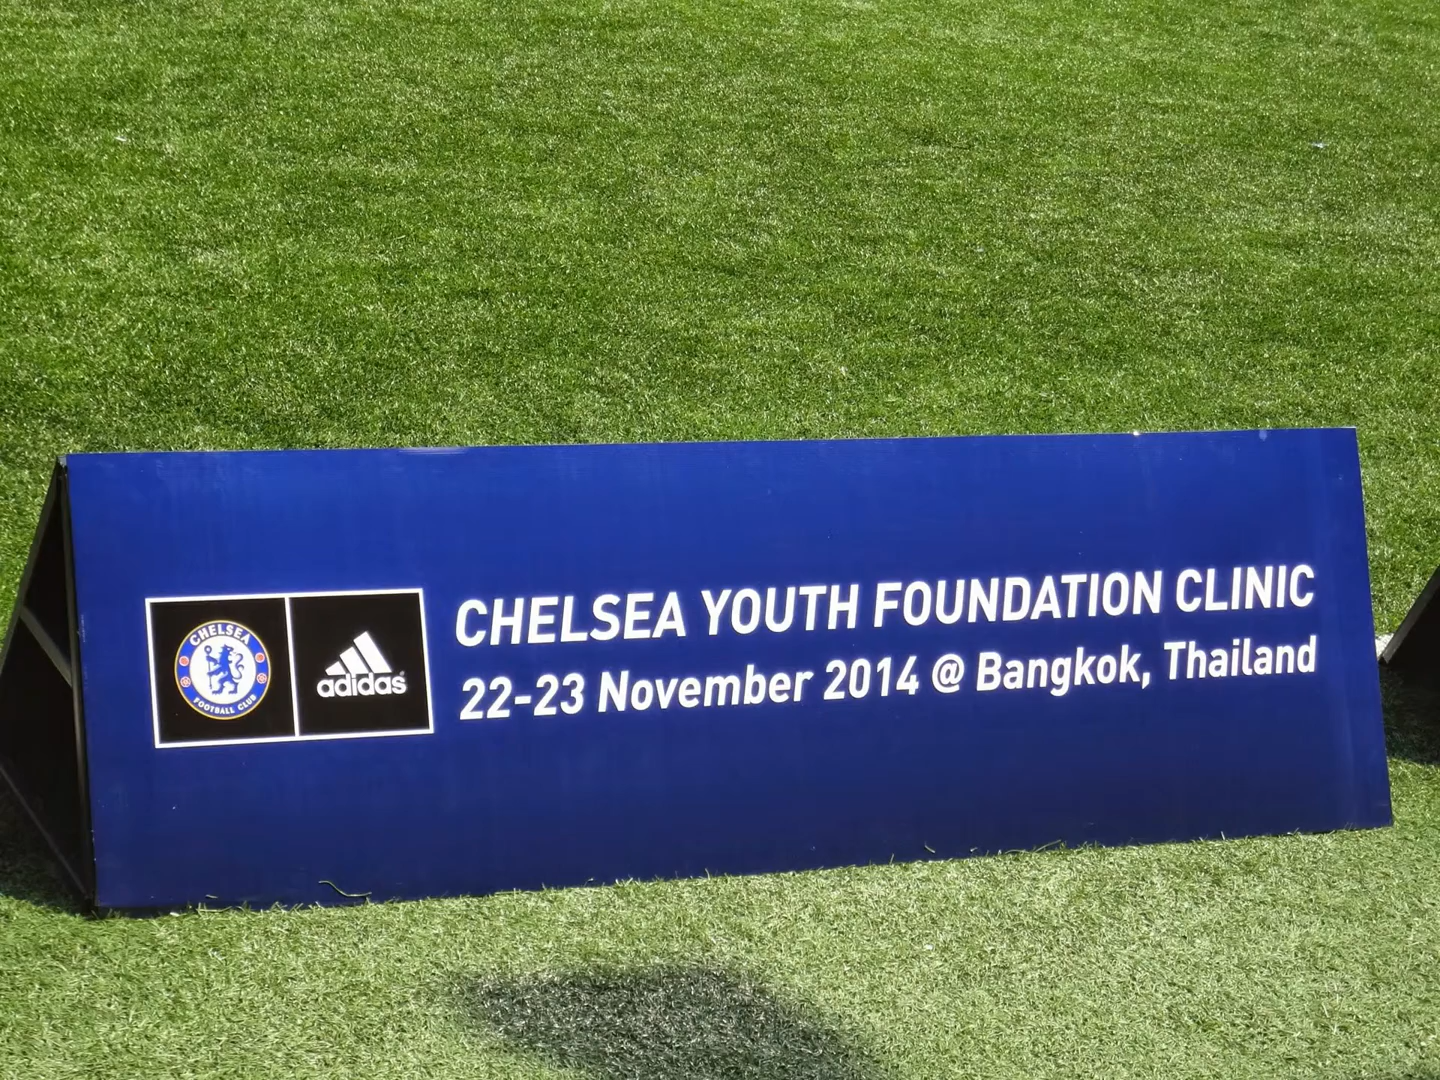 CHELSEA
FOOTBALL CLUB
adidas
CHELSEA YOUTH FOUNDATION CLINIC
22-23 November 2014 @ Bangkok, Thailand